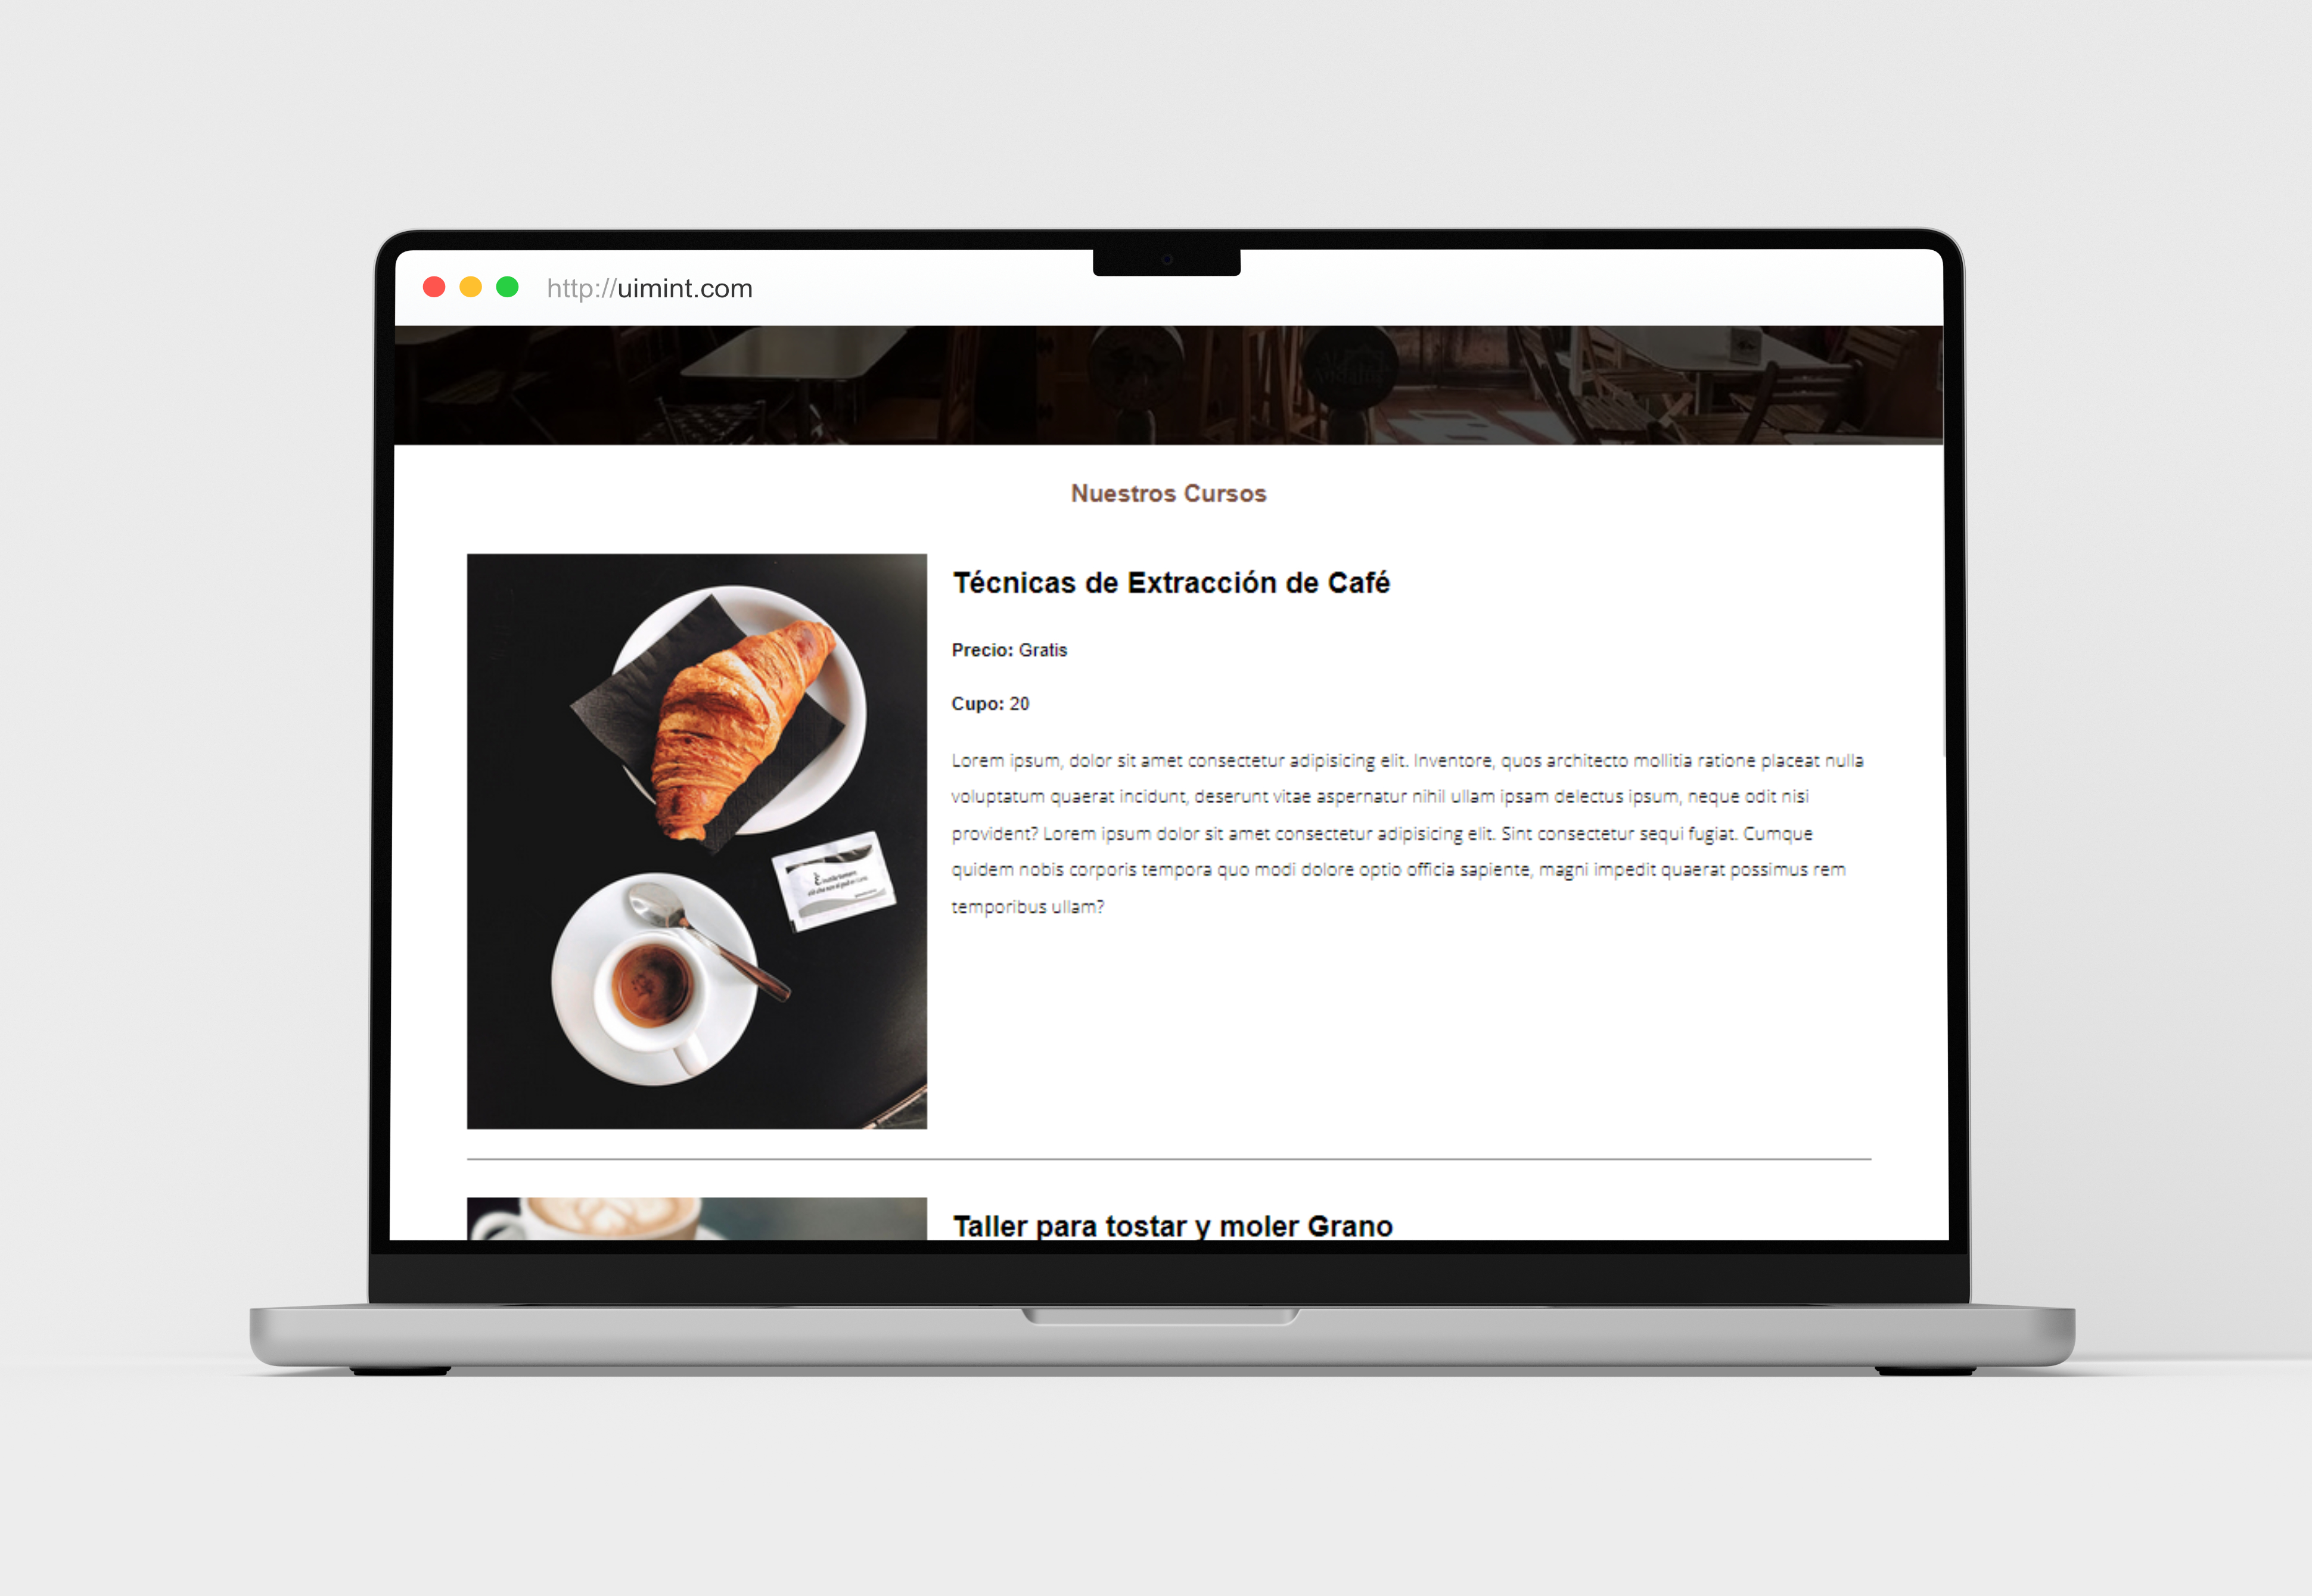 http://uimint.com
Nuestros Cursos
Técnicas de Extracción de Café
Precio: Gratis
Cupo: 20
Lorem ipsum, dolor sit amet consectetur adipisicing elit. Inventore, quos architecto mollitia ratione placeat nulla
voluptatum quaerat incidunt, deserunt vitae aspernatur nihil ullam ipsam delectus ipsum, neque odit nisi
provident? Lorem ipsum dolor sit amet consectetur adipisicing elit. Sint consectetur sequi fugiat. Cumque
quidem nobis corporis tempora quo modi dolore optio officia sapiente, magni impedit quaerat possimus rem
temporibus ullam?
Taller para tostar y moler Grano